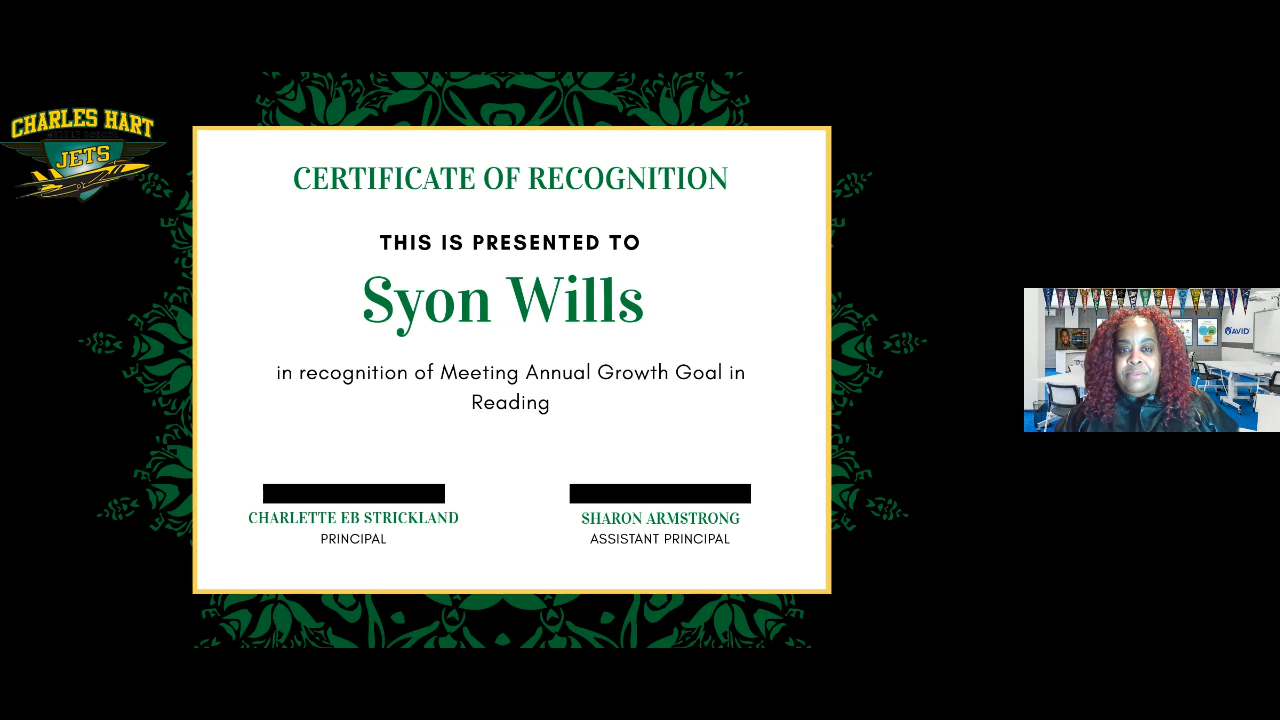 CHARLES HART
JETS
CERTIFICATE OF RECOGNITION
THIS IS PRESENTED TO
Syon Wills
in recognition of Meeting Annual Growth Goal in
Reading
CHARLETTE EB STRICKLAND
PRINCIPAL
SHARON ARMSTRONG
ASSISTANT PRINCIPAL
AVID